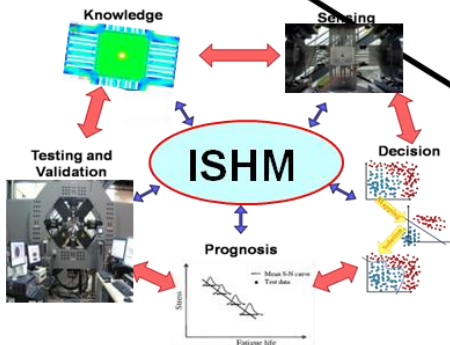 Knowledge
Sensing
Testing and
Validation
ISHM
Decision
Prognosis
Mean S-N curve
Test data
Stress
Fatigue life